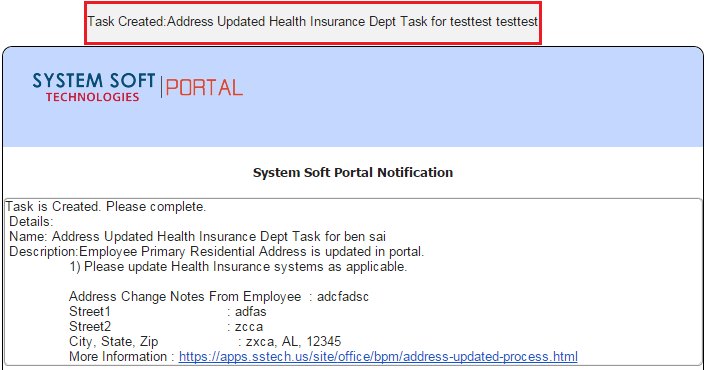 Task Created:Address Updated Health Insurance Dept Task for testtest testtest
SYSTEM SOFT
TECHNOLOGIES
PORTAL
System Soft Portal Notification
Task is Created. Please complete.
Details:
Name: Address Updated Health Insurance Dept Task for ben sai
Description:Employee Primary Residential Address is updated in portal.
1) Please update Health Insurance systems as applicable.
Address Change Notes From Employee : adcfadsc
Street1 : adfas
Street2 : zcca
City, State, Zip : zxca, AL, 12345
More Information : https://apps.sstech.us/site/office/bpm/address-updated-process.html